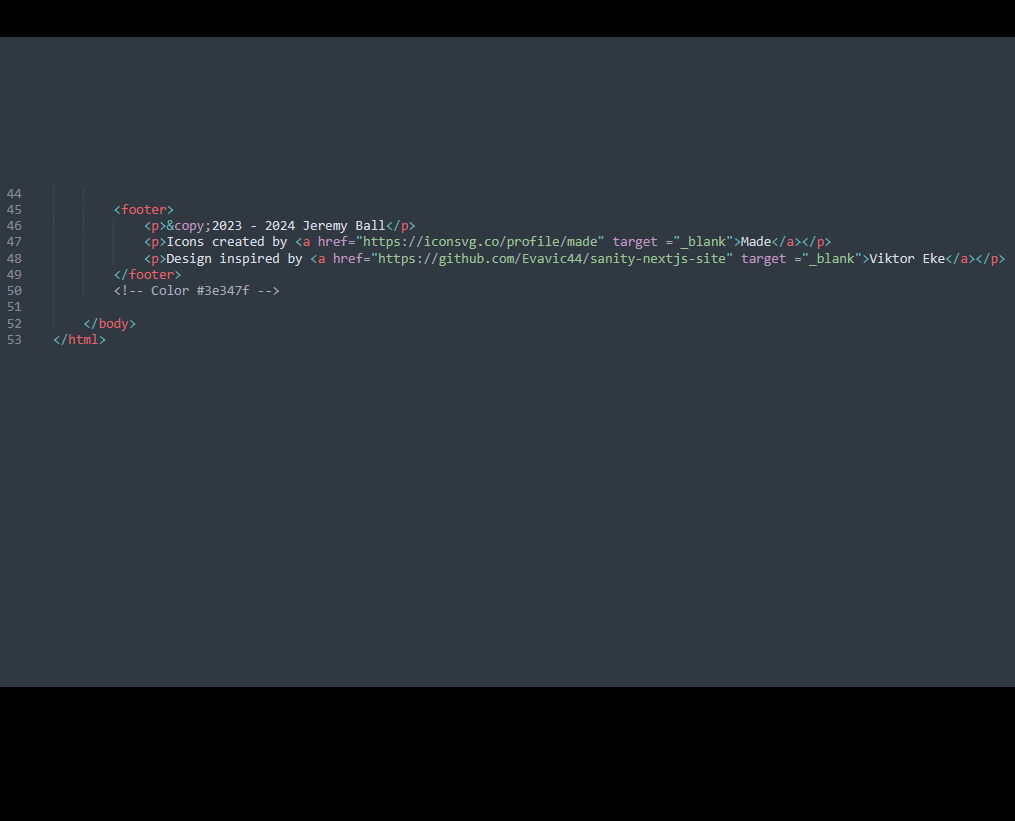 44
45 <footer>
46 <p>&copy;2023 - 2024 Jeremy Ball</p>
47 <p>Icons created by <a href="https://iconsvg.co/profile/made" target ="_blank">Made</a></p>
48 <p>Design inspired by <a href="https://github.com/Evavic44/sanity-nextjs-site" target ="_blank">Viktor Eke</a></p>
49 </footer>
50 <!-- Color #3e347f -->
51
52 </body>
53 </html>